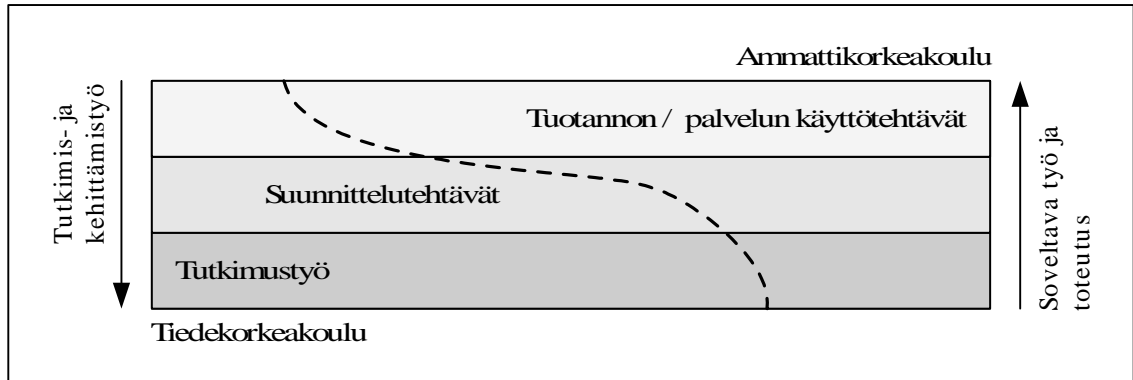 Ammattikorkeakoulu
Tutkimis- ja
kehittämistyö
Tuotannon / palvelun käyttötehtävät
Suunnittelutehtävät
Tutkimustyö
Soveltava työ ja
toteutus
Tiedekorkeakoulu